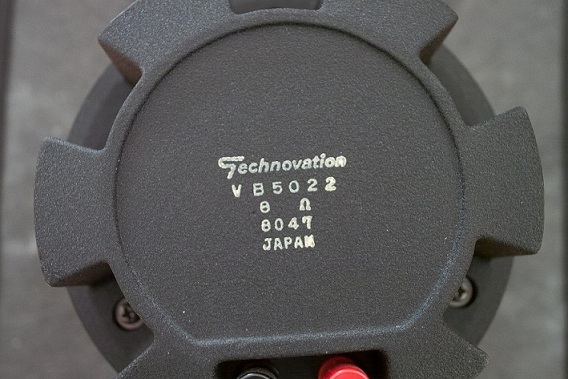 Technovation
VB5022
8 Ω
8047
JAPAN